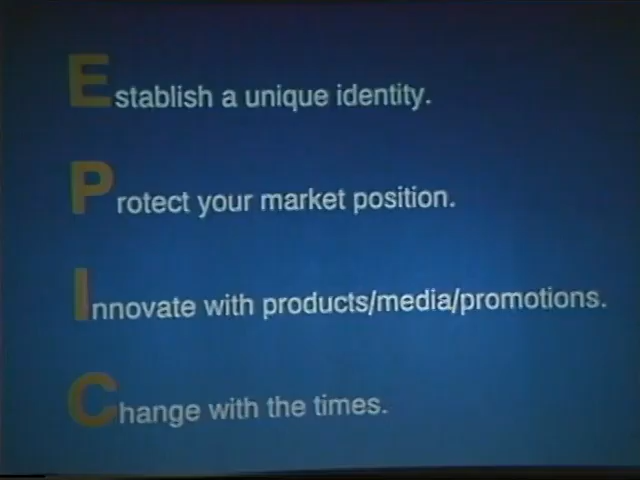 Establish a unique identity.
Protect your market position.
Innovate with products/media/promotions.
Change with the times.